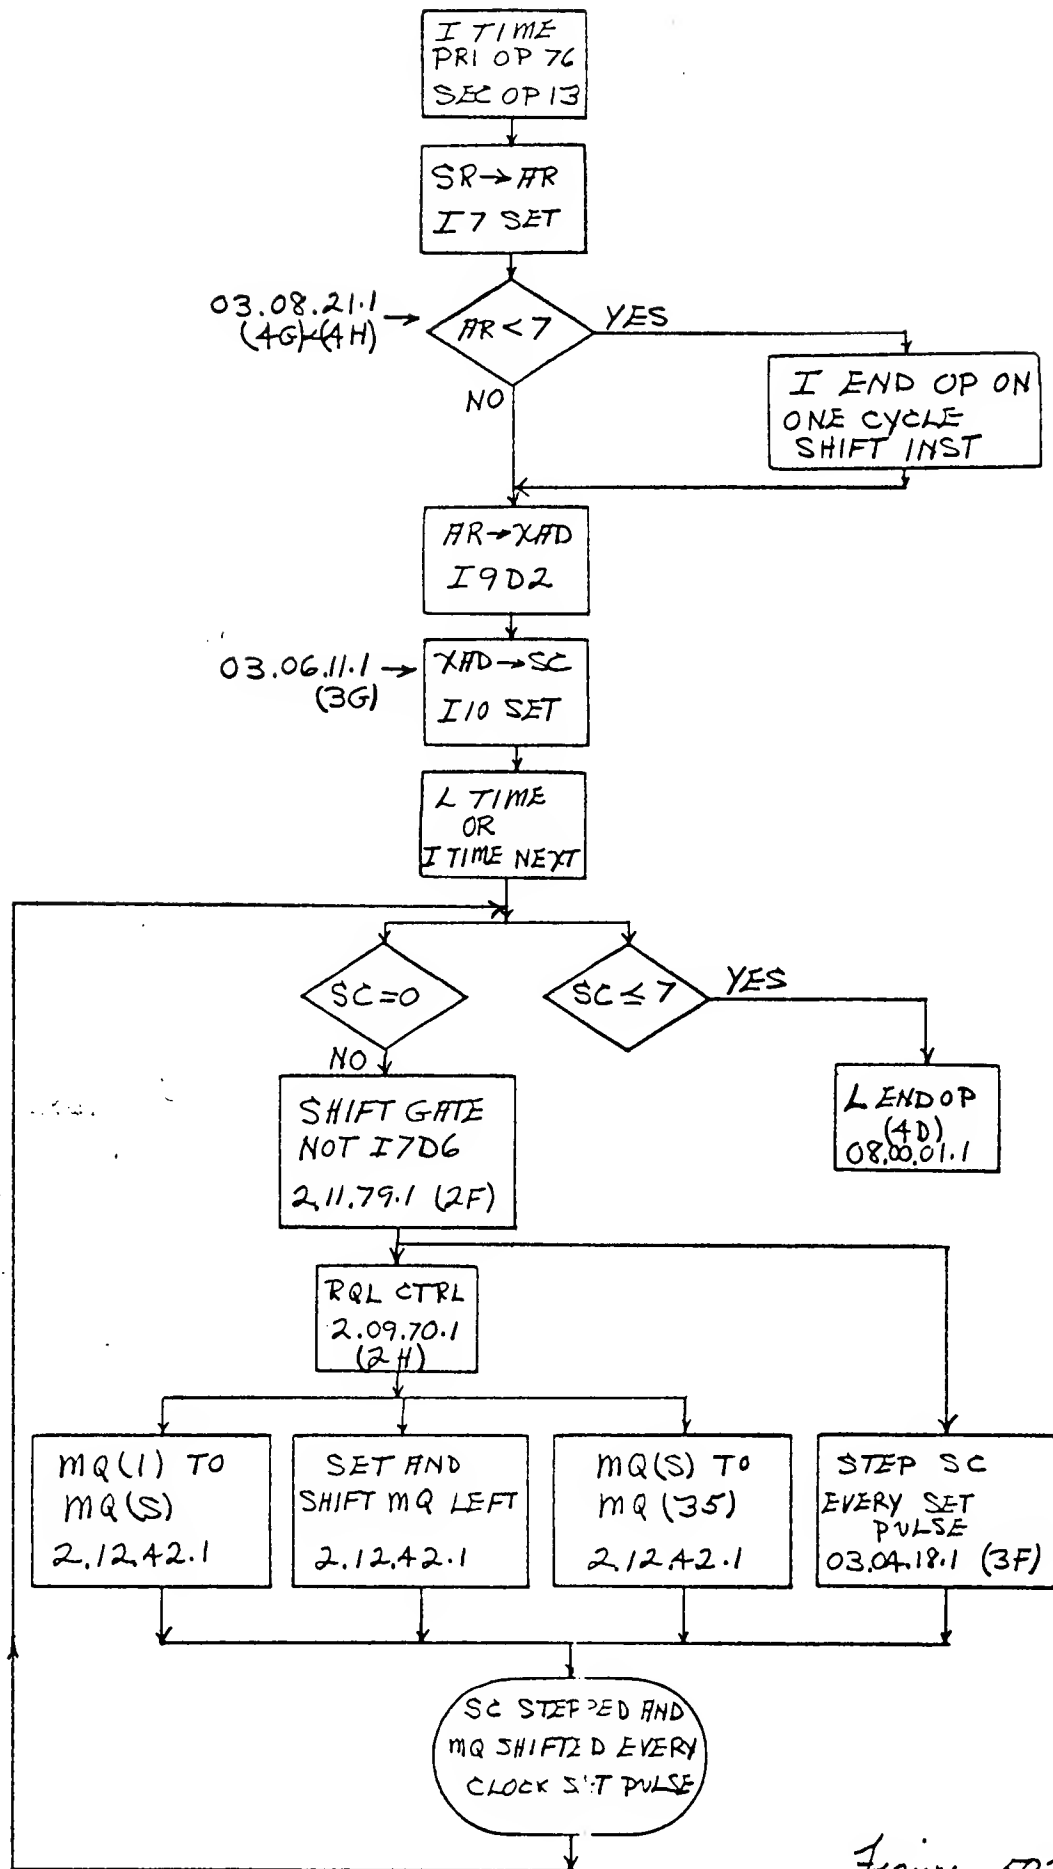 I TIME
PRI OP 76
SEC OP 13
SR→AR
I7 SET
03.08.21.1 →
(4G)(4H)
AR < 7
YES
NO
I END OP ON
ONE CYCLE
SHIFT INST
AR→XAD
I9D2
03.06.11.1 →
(3G)
XAD→SC
I10 SET
L TIME
OR
I TIME NEXT
SC=0
SC ≤ 7
YES
NO
SHIFT GATE
NOT I7D6
2.11.79.1 (2F)
L END OP
(4D)
08.00.01.1
RQL CTRL
2.09.70.1
(2H)
MQ(1) TO
MQ(S)
2.12.42.1
SET AND
SHIFT MQ LEFT
2.12.42.1
MQ(S) TO
MQ (35)
2.12.42.1
STEP SC
EVERY SET
PULSE
03.04.18.1 (3F)
SC STEPPED AND
MQ SHIFTED EVERY
CLOCK SET PULSE
Figure